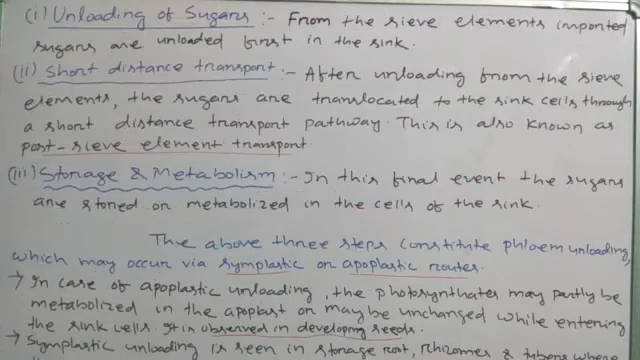 (i) Unloading of Sugars :- From the sieve elements imported
sugars are unloaded first in the sink.
(ii) Short distance transport :- After unloading from the sieve
elements, the sugars are translocated to the sink cells through
a short distance transport pathway. This is also known as
post-sieve element transport.
(iii) Storage & Metabolism :- In this final event the sugars
are stored or metabolized in the cells of the sink.
The above three steps constitute phloem unloading,
which may occur via symplastic or apoplastic routes.
→ In case of apoplastic unloading, the photosynthates may partly be
metabolized in the apoplast or may be unchanged while entering
the sink cells. It is observed in developing seeds.
→ Symplastic unloading is seen in storage root, rhizomes & tubers where